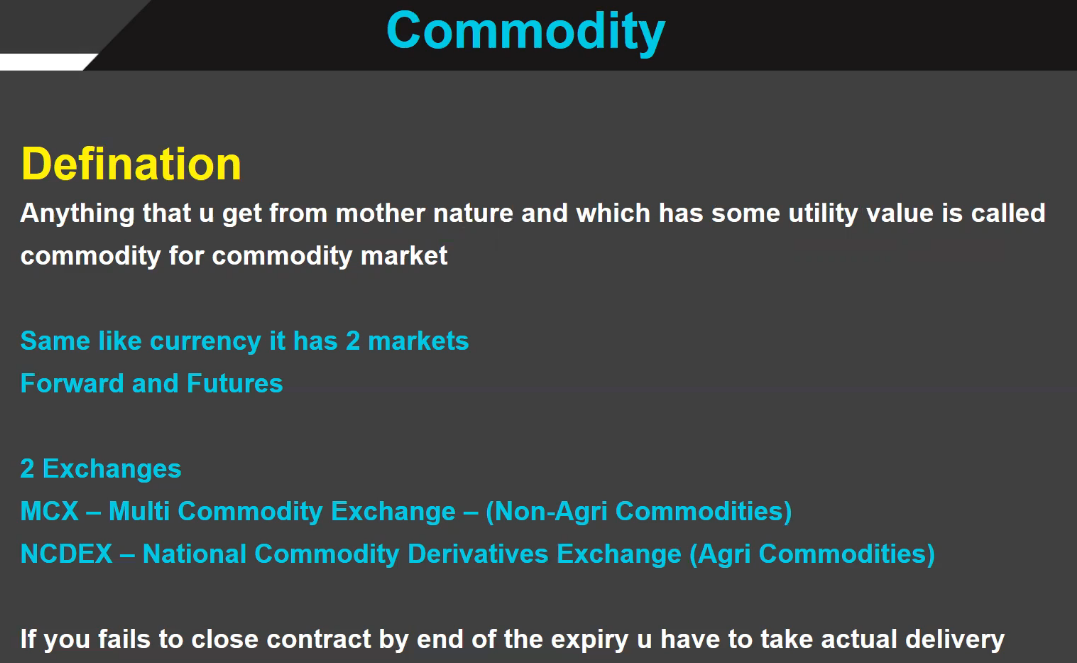 Commodity
Defination
Anything that u get from mother nature and which has some utility value is called
commodity for commodity market
Same like currency it has 2 markets
Forward and Futures
2 Exchanges
MCX – Multi Commodity Exchange – (Non-Agri Commodities)
NCDEX – National Commodity Derivatives Exchange (Agri Commodities)
If you fails to close contract by end of the expiry u have to take actual delivery